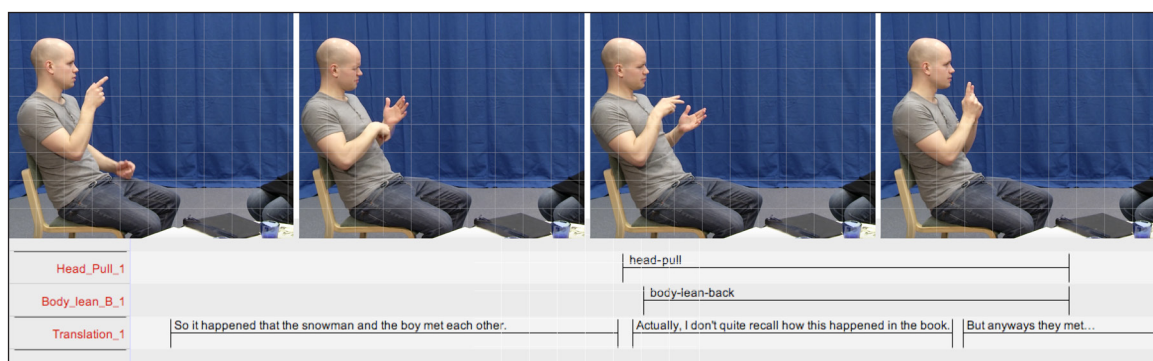 Head_Pull_1
head-pull
Body_lean_B_1
body-lean-back
Translation_1
So it happened that the snowman and the boy met each other.
Actually, I don't quite recall how this happened in the book.
But anyways they met...